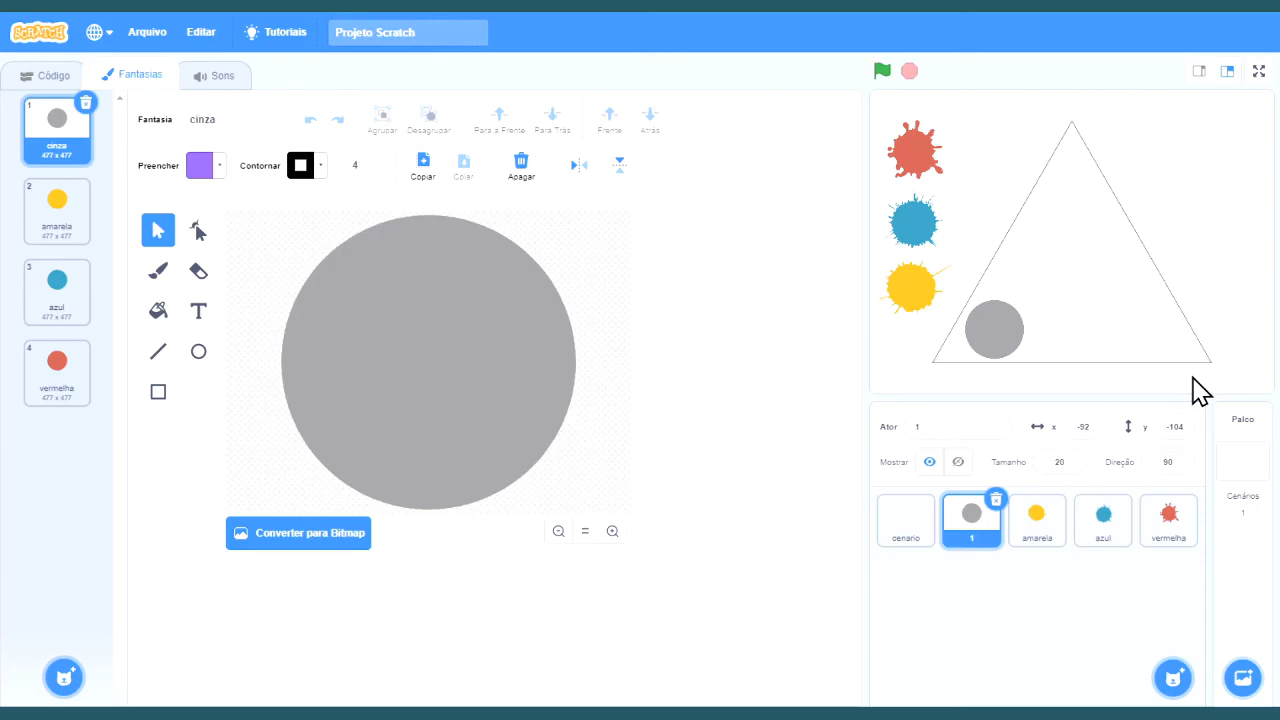 SCRATCH
Arquivo
Editar
Tutoriais
Projeto Scratch
Código
Fantasias
Sons
1
cinza
477 x 477
2
amarela
477 x 477
3
azul
477 x 477
4
vermelha
477 x 477
Fantasia
cinza
Agrupar
Desagrupar
Para a Frente
Para Trás
Frente
Atrás
Preencher
Contornar
4
Copiar
Colar
Apagar
Converter para Bitmap
Ator
1
x
-92
y
-104
Mostrar
Tamanho
20
Direção
90
cenario
1
amarela
azul
vermelha
Palco
Cenários
1